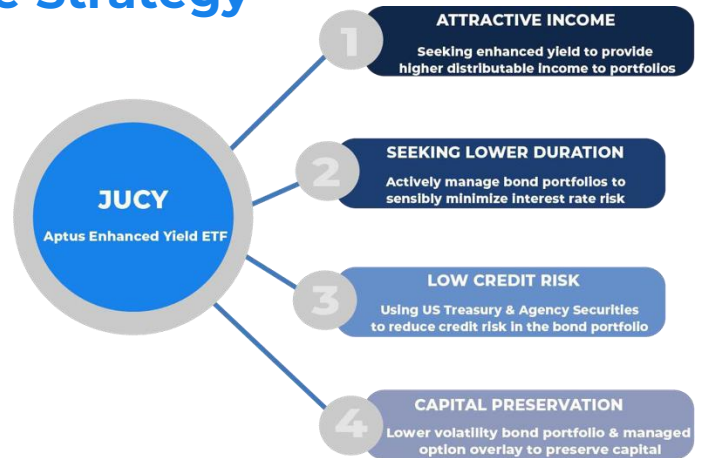 Strategy
1
ATTRACTIVE INCOME
Seeking enhanced yield to provide
higher distributable income to portfolios
2
SEEKING LOWER DURATION
Actively manage bond portfolios to
sensibly minimize interest rate risk
JUCY
Aptus Enhanced Yield ETF
3
LOW CREDIT RISK
Using US Treasury & Agency Securities
to reduce credit risk in the bond portfolio
4
CAPITAL PRESERVATION
Lower volatility bond portfolio & managed
option overlay to preserve capital